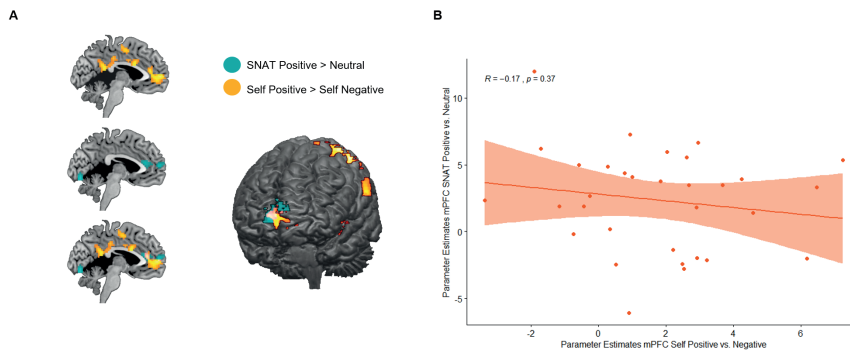 A
B
SNAT Positive > Neutral
Self Positive > Self Negative
R = −0.17 , p = 0.37
Parameter Estimates mPFC SNAT Positive vs. Neutral
10
5
0
-5
-2
0
2
4
6
Parameter Estimates mPFC Self Positive vs. Negative